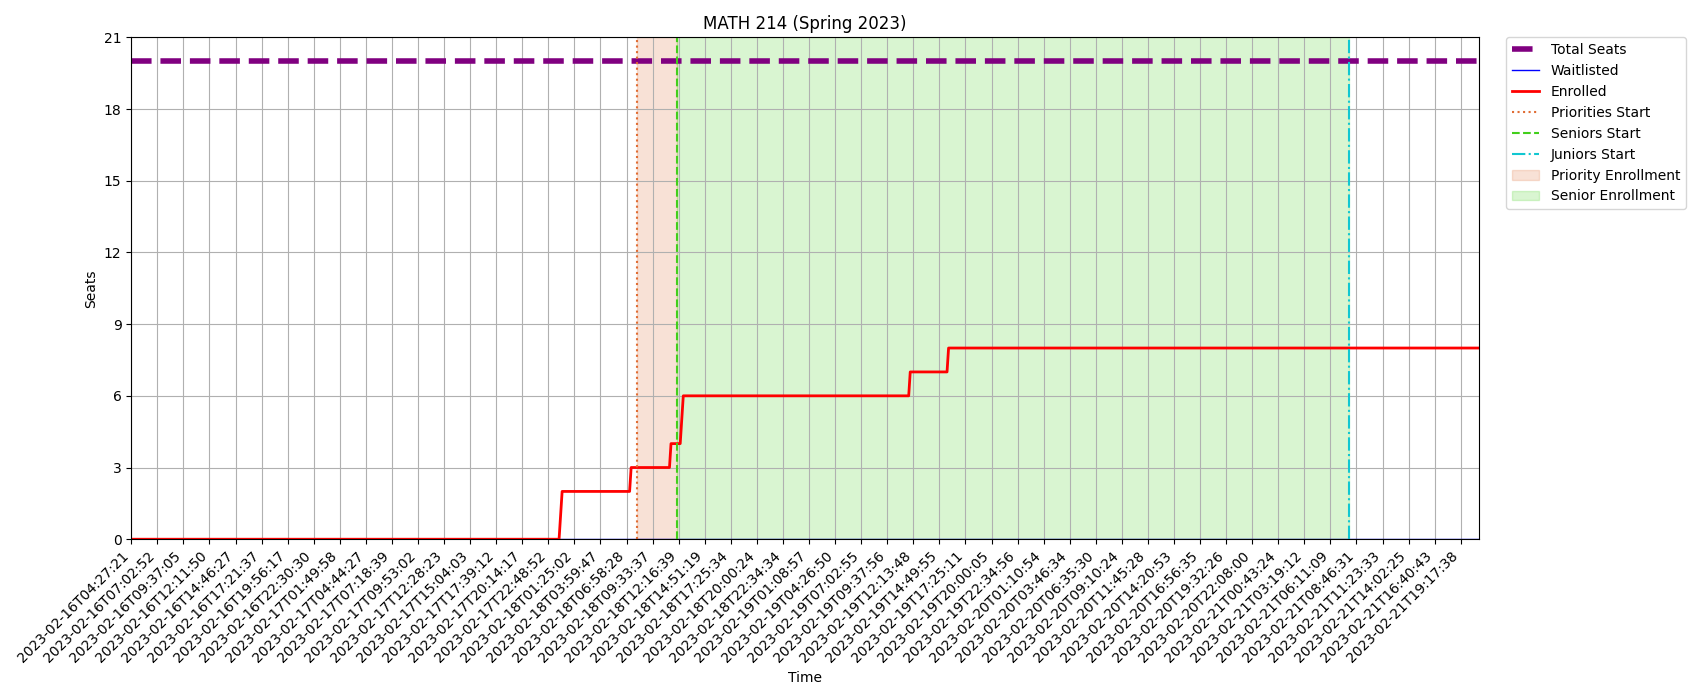 MATH 214 (Spring 2023)
21
18
15
12
9
6
3
0
Seats
Total Seats
Waitlisted
Enrolled
Priorities Start
Seniors Start
Juniors Start
Priority Enrollment
Senior Enrollment
2023-02-16T04:27:21
2023-02-16T07:02:52
2023-02-16T09:37:05
2023-02-16T12:11:50
2023-02-16T14:46:27
2023-02-16T17:21:37
2023-02-16T19:56:17
2023-02-16T22:30:30
2023-02-17T01:49:58
2023-02-17T04:44:27
2023-02-17T07:18:39
2023-02-17T09:53:02
2023-02-17T12:28:23
2023-02-17T15:04:03
2023-02-17T17:39:12
2023-02-17T20:14:17
2023-02-17T22:48:52
2023-02-18T01:25:02
2023-02-18T03:59:47
2023-02-18T06:58:28
2023-02-18T09:33:37
2023-02-18T12:16:39
2023-02-18T14:51:19
2023-02-18T17:25:34
2023-02-18T20:00:24
2023-02-18T22:34:34
2023-02-19T01:08:57
2023-02-19T04:26:50
2023-02-19T07:02:55
2023-02-19T09:37:56
2023-02-19T12:13:48
2023-02-19T14:49:55
2023-02-19T17:25:11
2023-02-19T20:00:05
2023-02-19T22:34:56
2023-02-20T01:10:54
2023-02-20T03:46:34
2023-02-20T06:35:30
2023-02-20T09:10:24
2023-02-20T11:45:28
2023-02-20T14:20:53
2023-02-20T16:56:35
2023-02-20T19:32:26
2023-02-20T22:08:00
2023-02-21T00:43:24
2023-02-21T03:19:12
2023-02-21T06:11:09
2023-02-21T08:46:31
2023-02-21T11:23:33
2023-02-21T14:02:25
2023-02-21T16:40:43
2023-02-21T19:17:38
Time